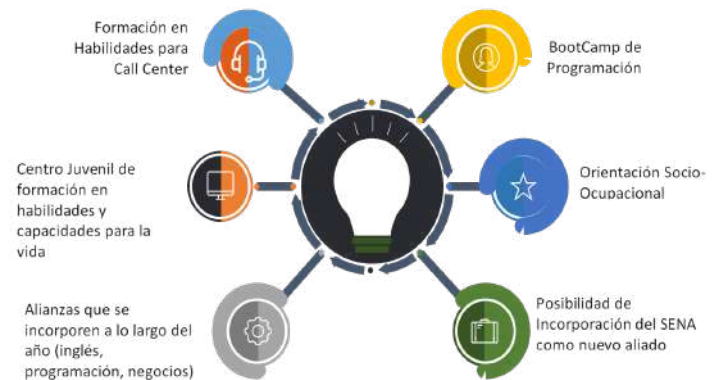 Formación en
Habilidades para
Call Center
BootCamp de
Programación
Centro Juvenil de
formación en
habilidades y
capacidades para la
vida
Orientación Socio-
Ocupacional
Alianzas que se
incorporen a lo largo del
año (inglés,
programación, negocios)
Posibilidad de
Incorporación del SENA
como nuevo aliado